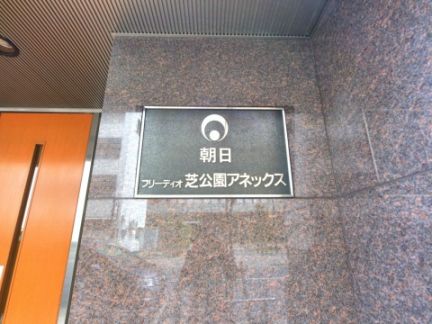 朝日
フリーディオ 芝公園アネックス